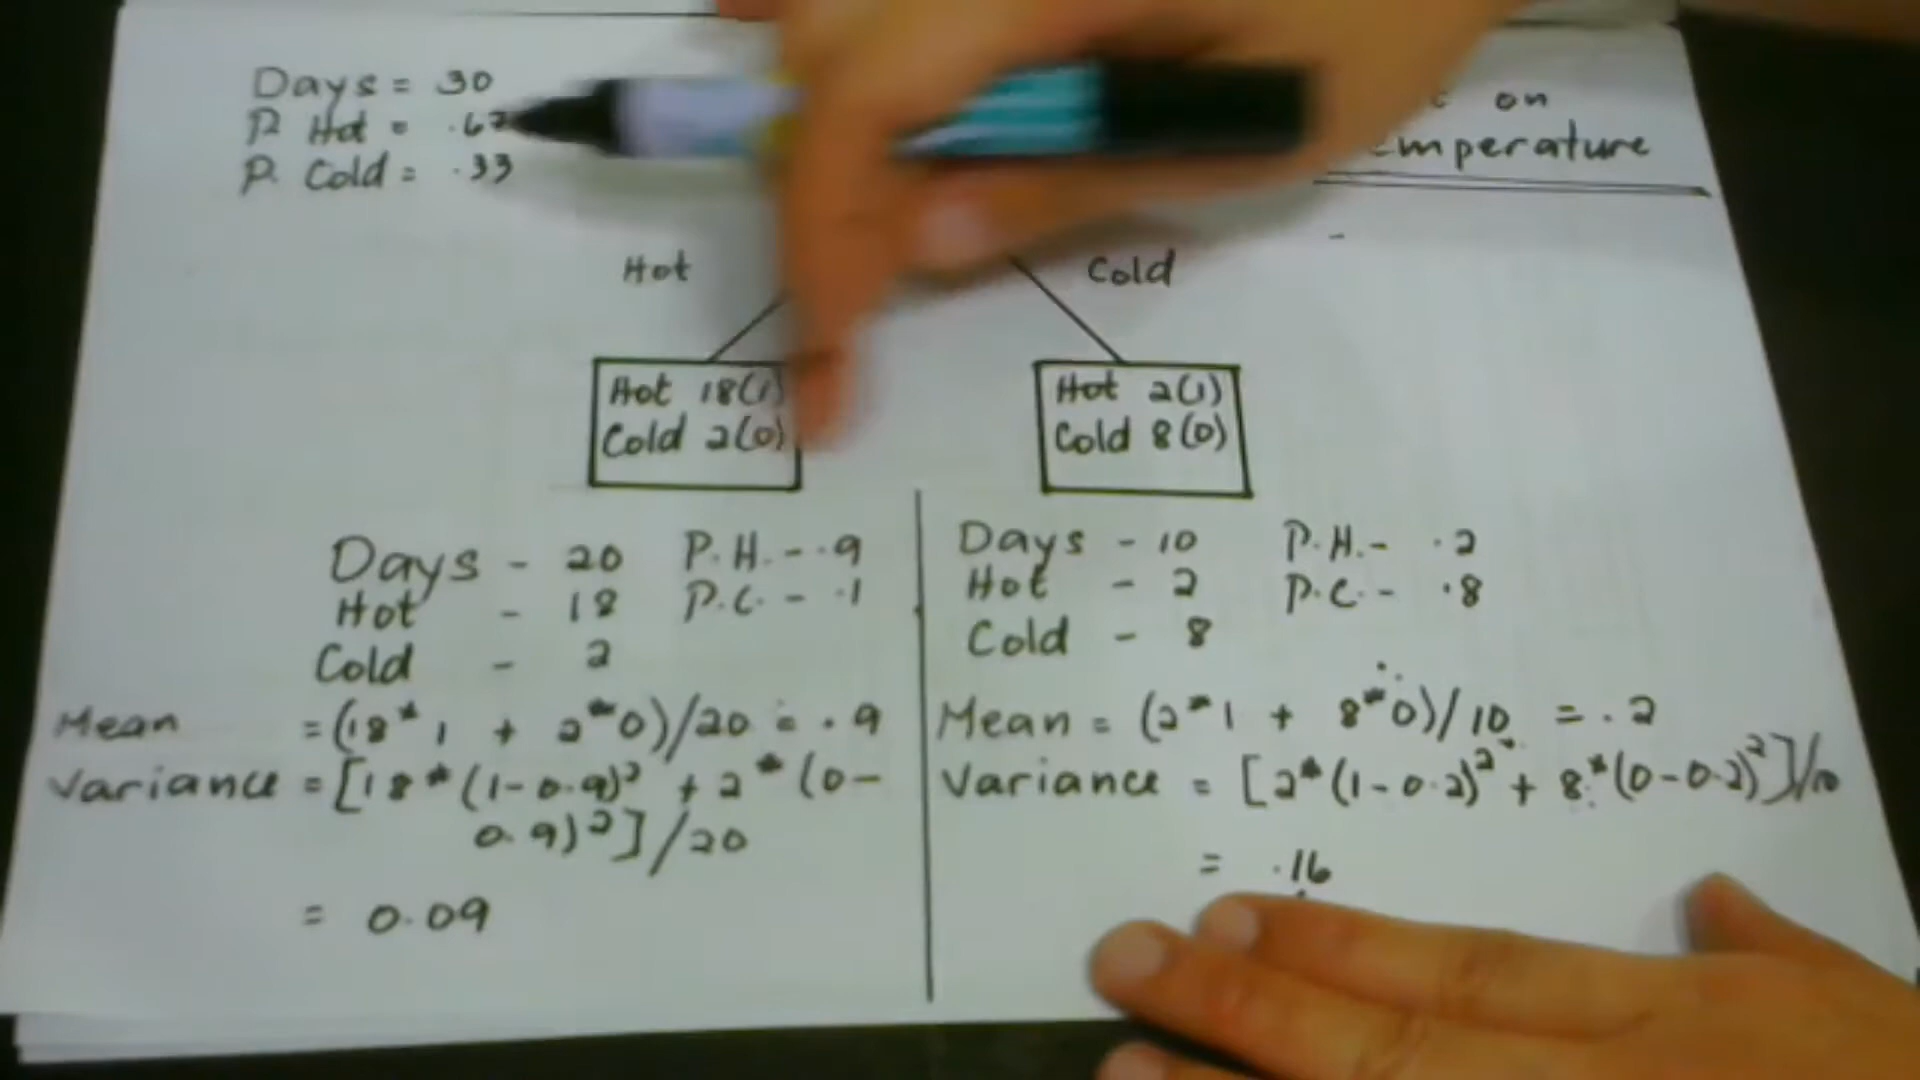 Days = 30
P. Hot = .67
P. Cold = .33
on
emperature
Hot
Cold
Hot 18(1)
Cold 2(0)
Hot 2(1)
Cold 8(0)
Days - 20 P.H. - .9
Hot - 18 P.C. - .1
Cold - 2
Mean = (18*1 + 2*0)/20 = .9
Variance = [18*(1-0.9)² + 2*(0-
0.9)²]/20
= 0.09
Days - 10 P.H. - .2
Hot - 2 P.C. - .8
Cold - 8
Mean = (2*1 + 8*0)/10 = .2
Variance = [2*(1-0.2)² + 8*(0-0.2)²]/10
= .16